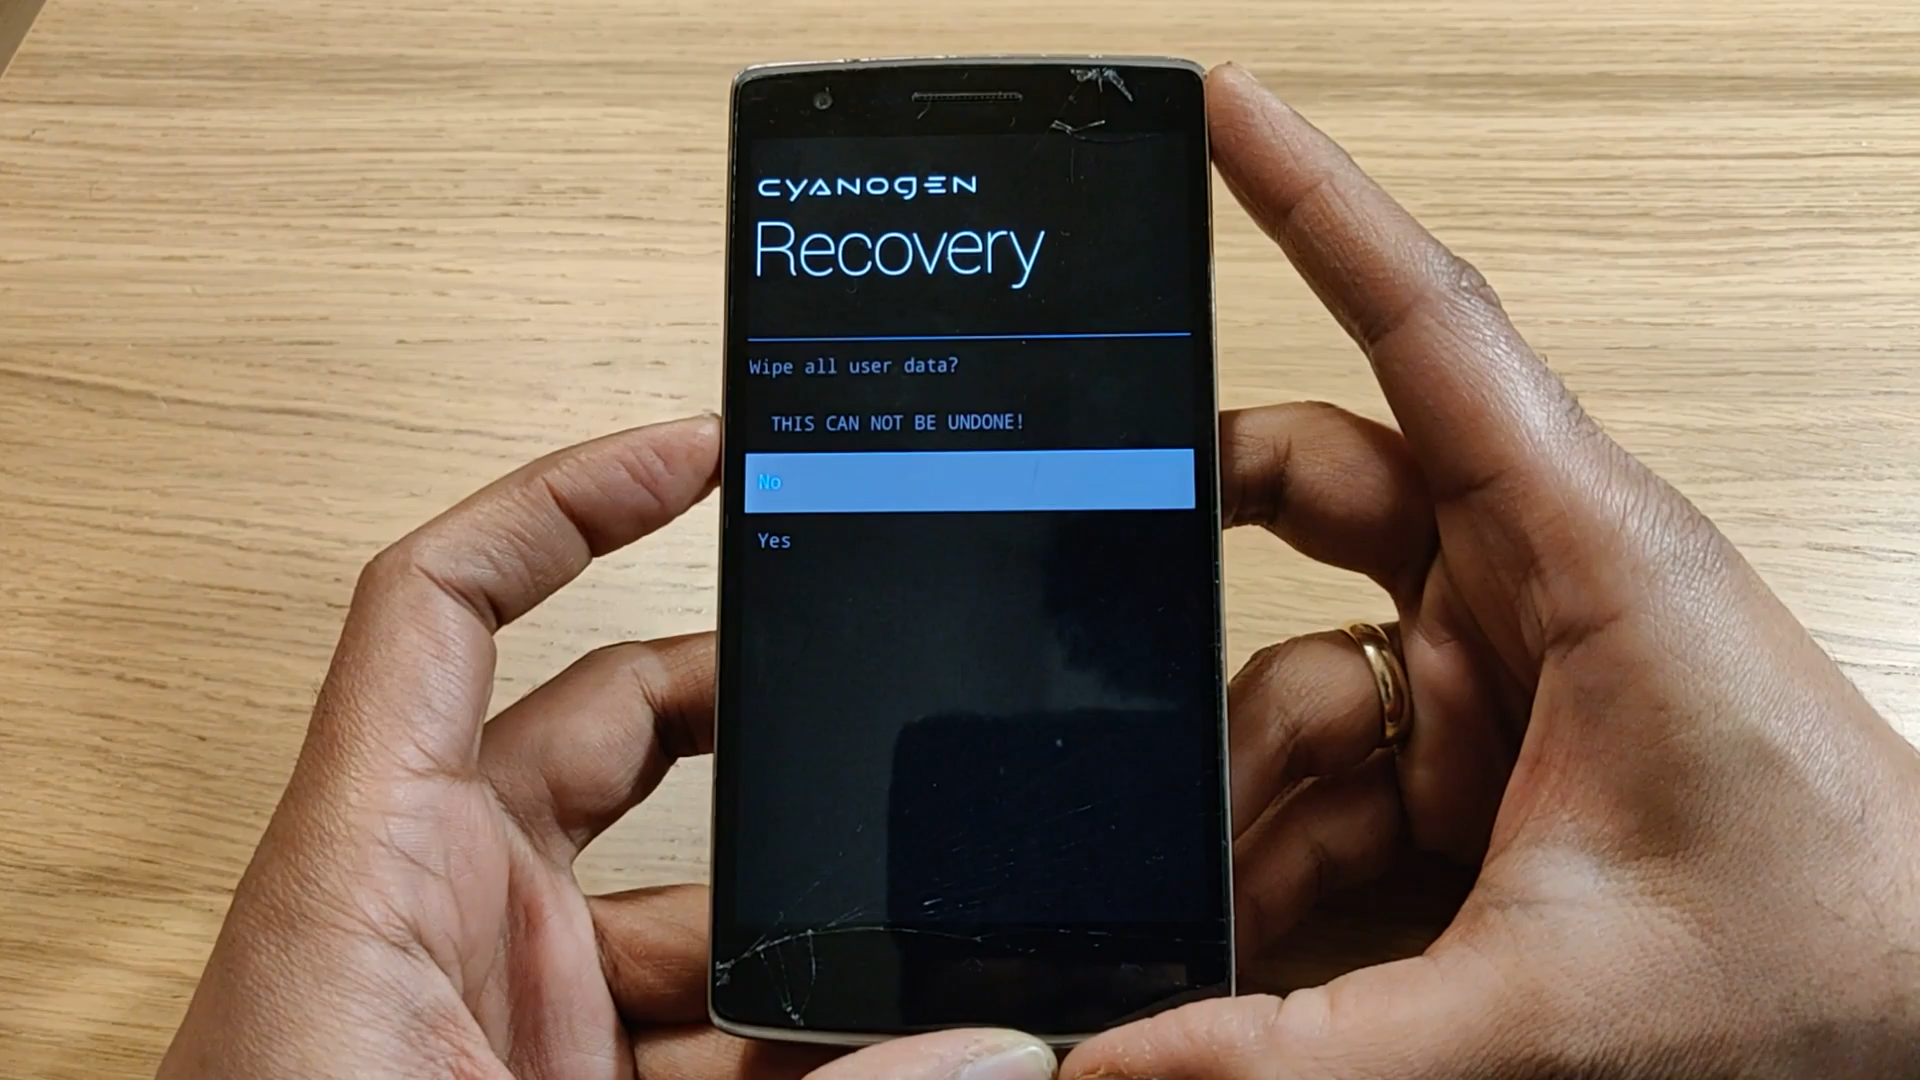 CYANOGEN
Recovery
Wipe all user data?
THIS CAN NOT BE UNDONE!
No
Yes